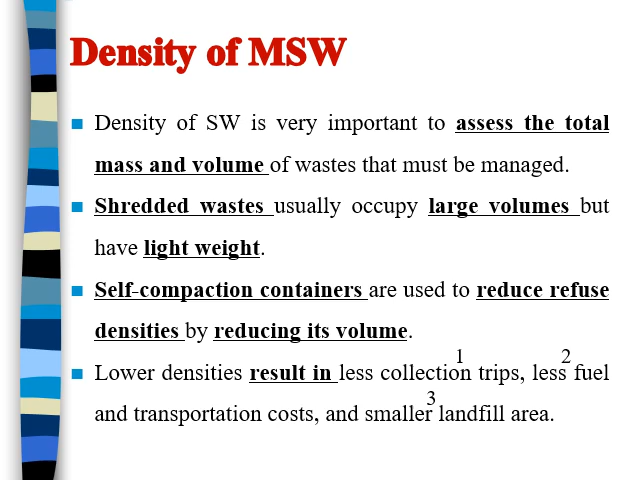 Density of MSW
Density of SW is very important to assess the total
mass and volume of wastes that must be managed.
Shredded wastes usually occupy large volumes but
have light weight.
Self-compaction containers are used to reduce refuse
densities by reducing its volume.
1 2
Lower densities result in less collection trips, less fuel
3
and transportation costs, and smaller landfill area.